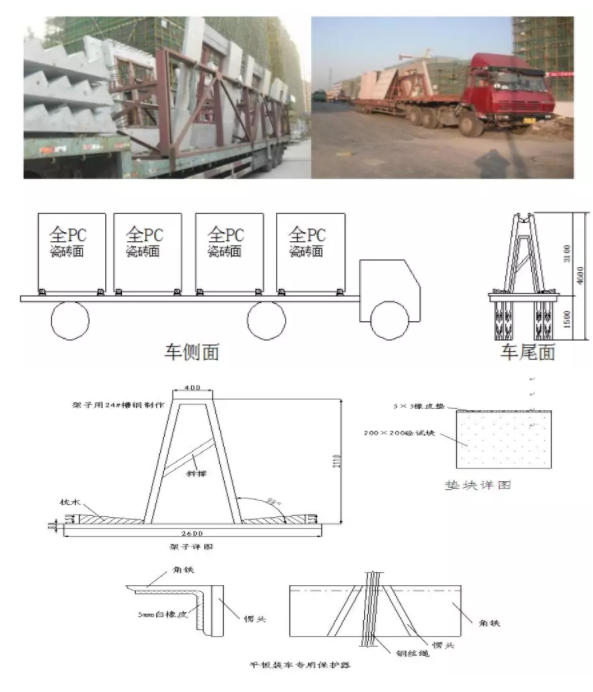 全PC
瓷砖面
全PC
瓷砖面
全PC
瓷砖面
全PC
瓷砖面
3100
4600
1500
车侧面
车尾面
400
架子用24#槽钢制作
斜撑
枕木
2600
架子详图
5×5橡皮垫
200×200砼试块
垫块详图
角铁
5mm白橡皮
愣头
角铁
愣头
钢丝绳
平板装车专用保护器